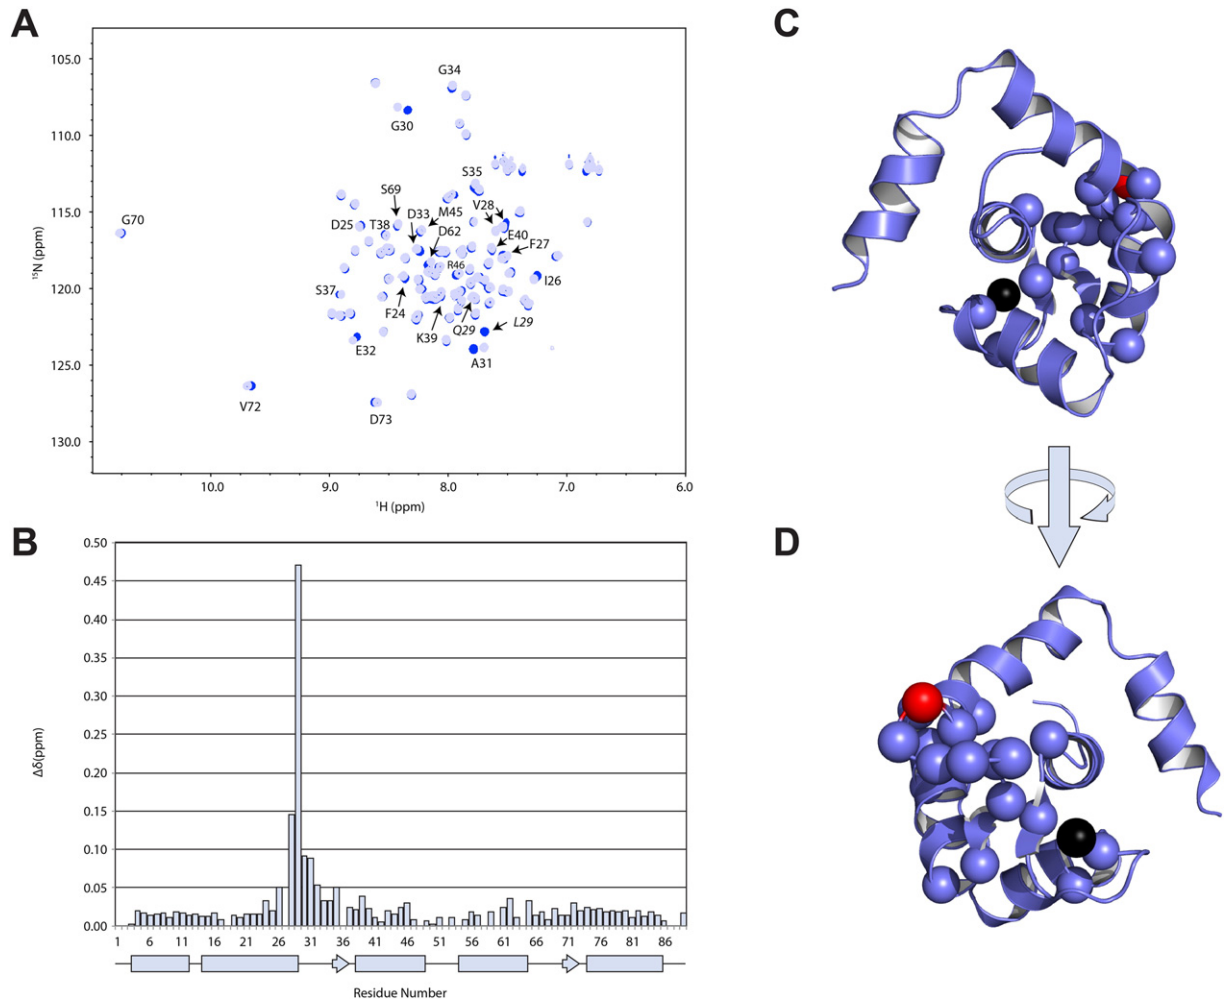 A
C
105.0
110.0
115.0
120.0
125.0
130.0
¹⁵N (ppm)
G34
G30
S35
S69
V28
D33
M45
G70
D25
T38
D62
E40
F27
R46
I26
S37
F24
K39
Q29
L29
E32
A31
V72
D73
10.0 9.0 8.0 7.0 6.0
¹H (ppm)
B
D
0.50
0.45
0.40
0.35
0.30
0.25
0.20
0.15
0.10
0.05
0.00
Δδ(ppm)
1 6 11 16 21 26 31 36 41 46 51 56 61 66 71 76 81 86
Residue Number